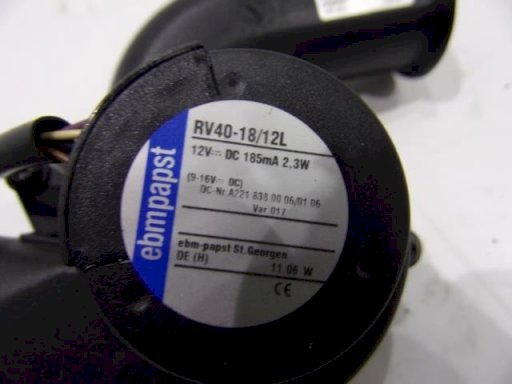 ebmpapst
RV40-18/12L
12V⎓ DC 185mA 2.3W
(9-16V⎓ DC)
DC-Nr.A221 838 00 06/01 06
Var 017
ebm-papst St.Georgen
DE (H) 11 06 W
CE